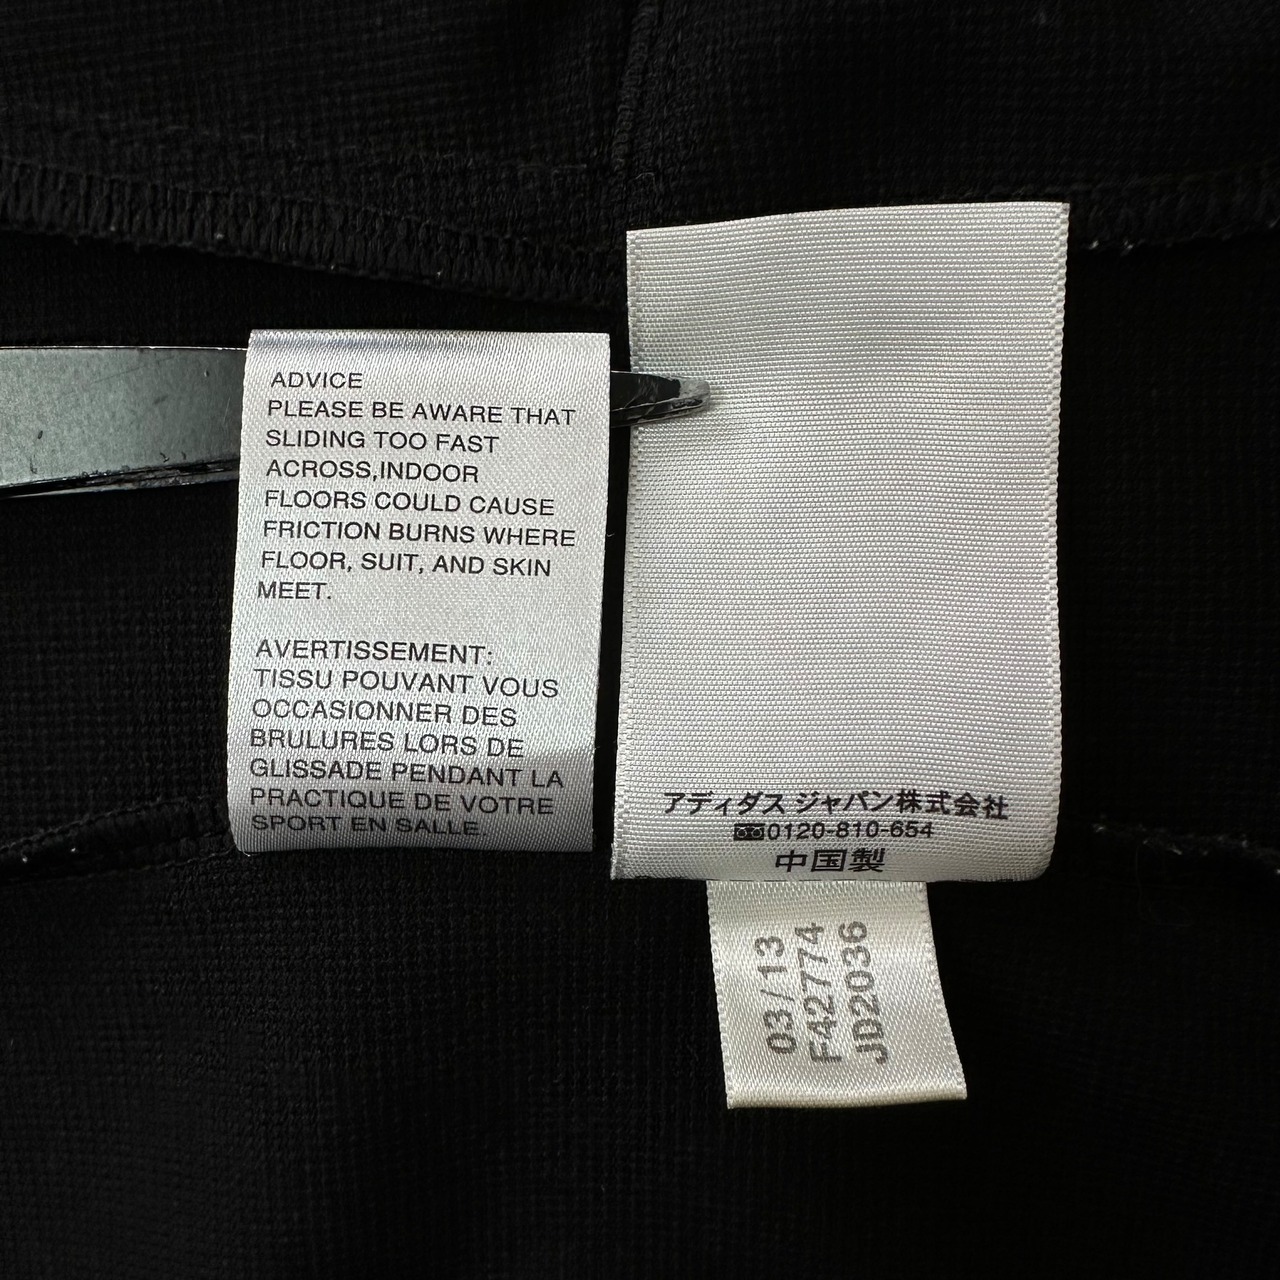 ADVICE
PLEASE BE AWARE THAT
SLIDING TOO FAST
ACROSS,INDOOR
FLOORS COULD CAUSE
FRICTION BURNS WHERE
FLOOR, SUIT, AND SKIN
MEET.
AVERTISSEMENT:
TISSU POUVANT VOUS
OCCASIONNER DES
BRULURES LORS DE
GLISSADE PENDANT LA
PRACTIQUE DE VOTRE
SPORT EN SALLE.
アディダス ジャパン株式会社
0120-810-654
中国製
03/13
F42774
JD2036